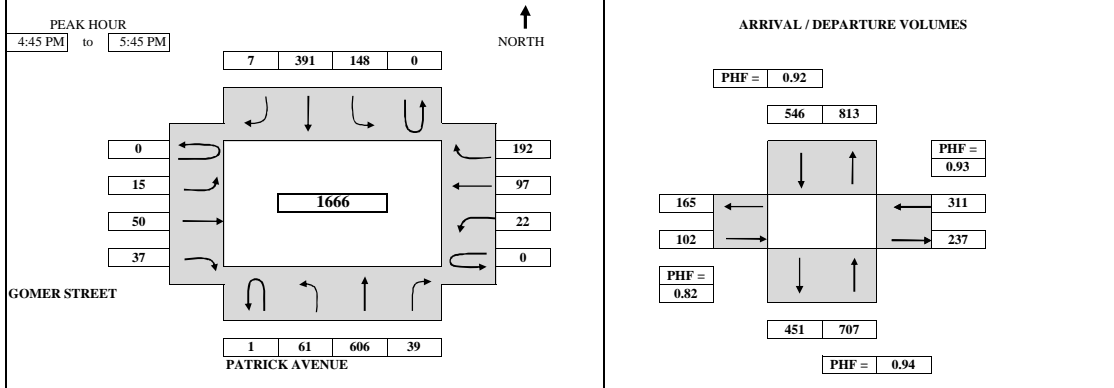 PEAK HOUR
4:45 PM to 5:45 PM
NORTH
7 391 148 0
0
15
50
37
1666
192
97
22
0
GOMER STREET
1 61 606 39
PATRICK AVENUE
ARRIVAL / DEPARTURE VOLUMES
PHF = 0.92
546 813
PHF =
0.93
165
102
311
237
PHF =
0.82
451 707
PHF = 0.94